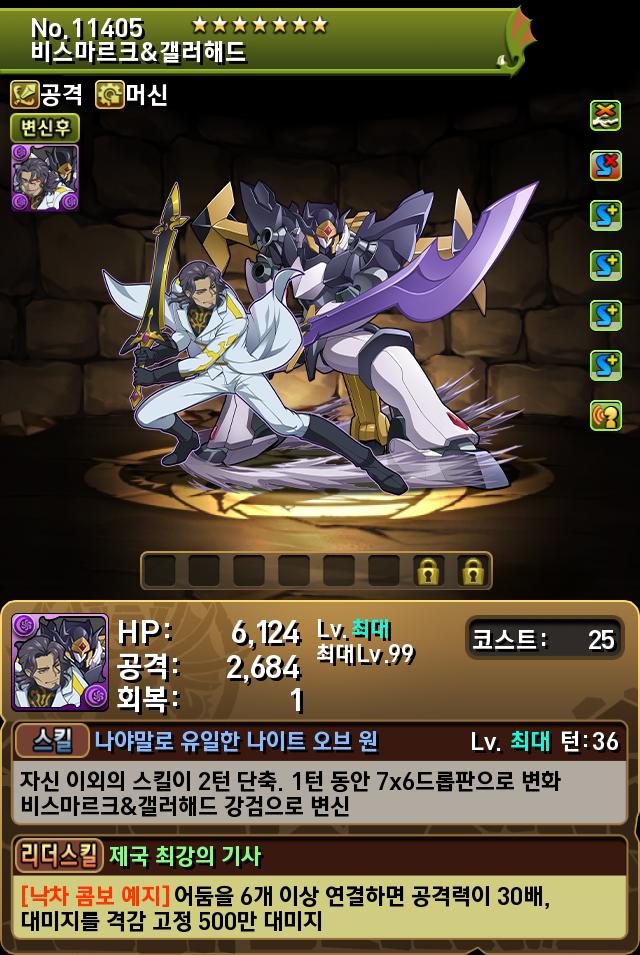 No.11405 ★★★★★★★
비스마르크&갤러해드
공격 머신
변신후
HP: 6,124 Lv.최대
최대Lv.99
코스트: 25
공격: 2,684
회복: 1
스킬 나야말로 유일한 나이트 오브 원 Lv. 최대 턴:36
자신 이외의 스킬이 2턴 단축. 1턴 동안 7x6드롭판으로 변화
비스마르크&갤러해드 강검으로 변신
리더스킬 제국 최강의 기사
[낙차 콤보 예지]어둠을 6개 이상 연결하면 공격력이 30배,
대미지를 격감 고정 500만 대미지